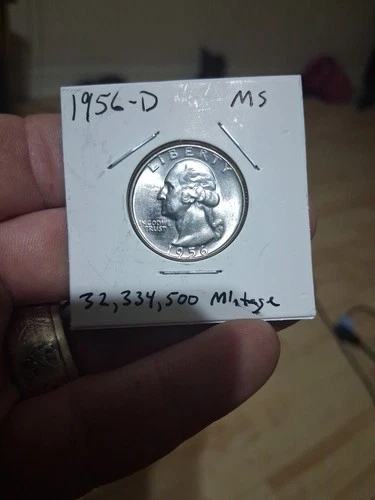 1956-D MS
LIBERTY
IN GOD WE
TRUST
1956
32,334,500 Mintage